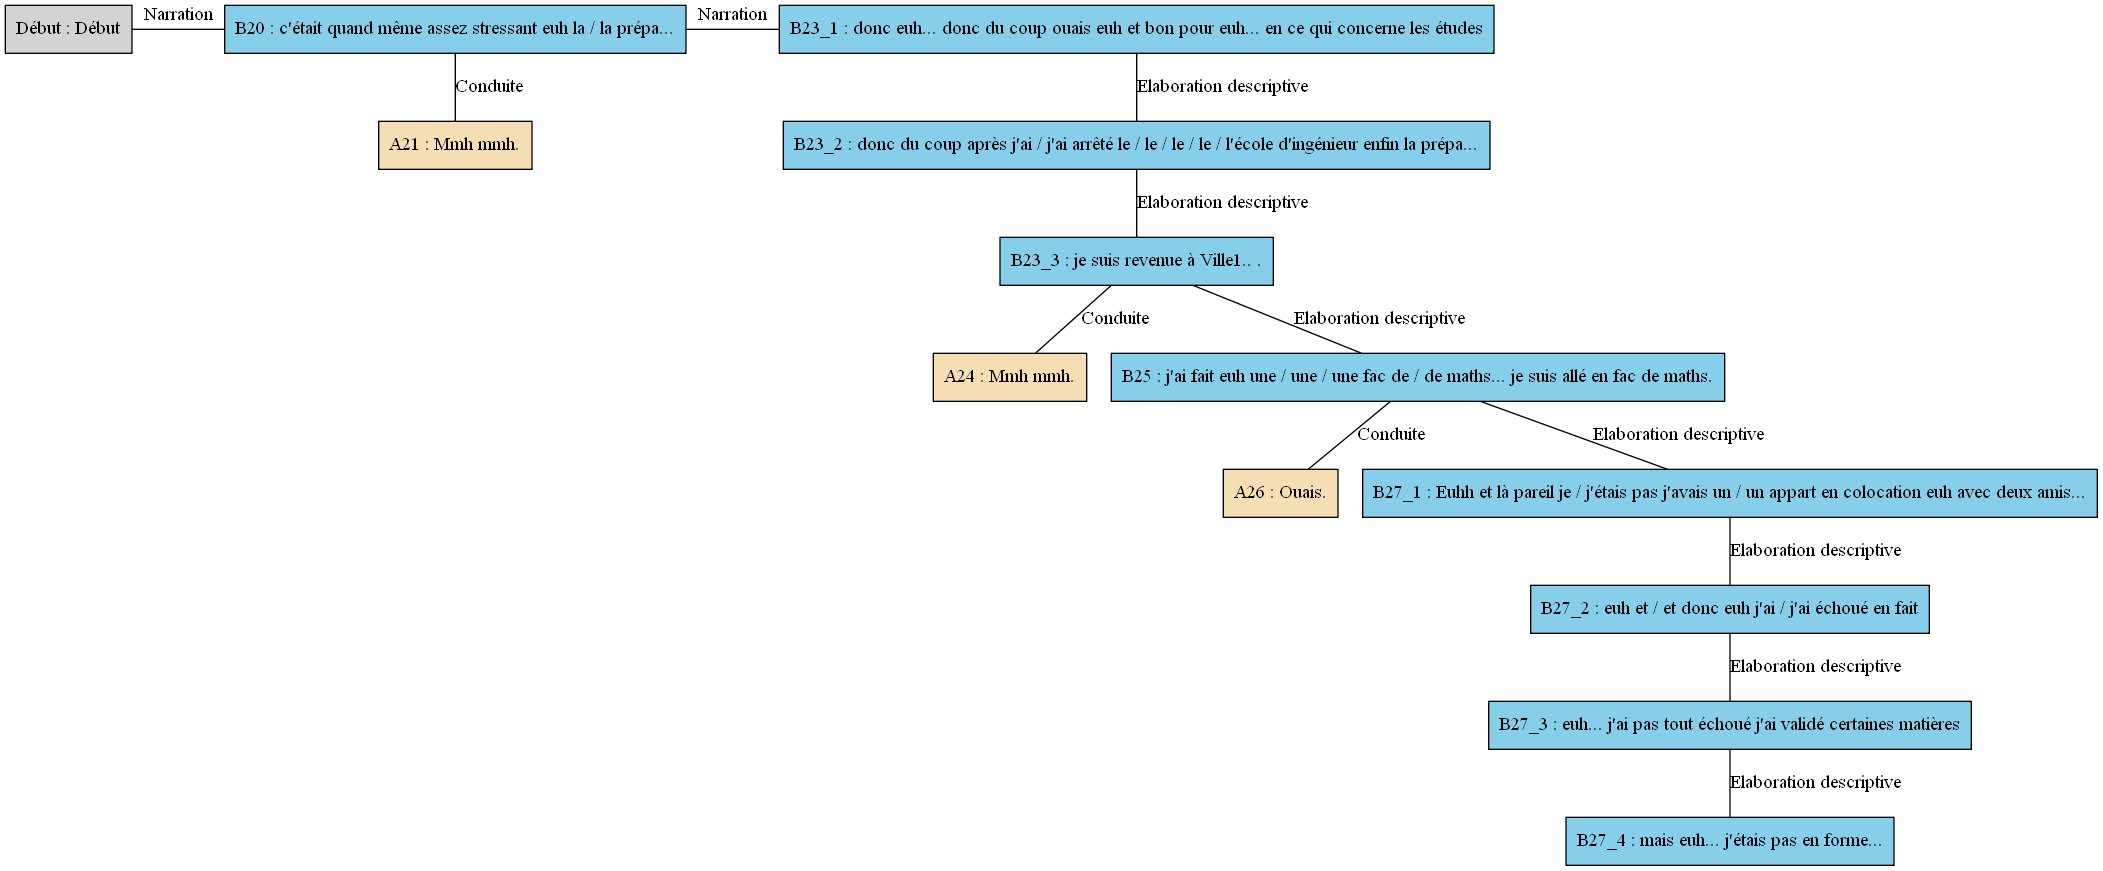 Début : Début
Narration
B20 : c'était quand même assez stressant euh la / la prépa...
Narration
B23_1 : donc euh... donc du coup ouais euh et bon pour euh... en ce qui concerne les études
Conduite
Elaboration descriptive
A21 : Mmh mmh.
B23_2 : donc du coup après j'ai / j'ai arrêté le / le / le / le / l'école d'ingénieur enfin la prépa...
Elaboration descriptive
B23_3 : je suis revenue à Ville1.. .
Conduite
Elaboration descriptive
A24 : Mmh mmh.
B25 : j'ai fait euh une / une / une fac de / de maths... je suis allé en fac de maths.
Conduite
Elaboration descriptive
A26 : Ouais.
B27_1 : Euhh et là pareil je / j'étais pas j'avais un / un appart en colocation euh avec deux amis...
Elaboration descriptive
B27_2 : euh et / et donc euh j'ai / j'ai échoué en fait
Elaboration descriptive
B27_3 : euh... j'ai pas tout échoué j'ai validé certaines matières
Elaboration descriptive
B27_4 : mais euh... j'étais pas en forme...